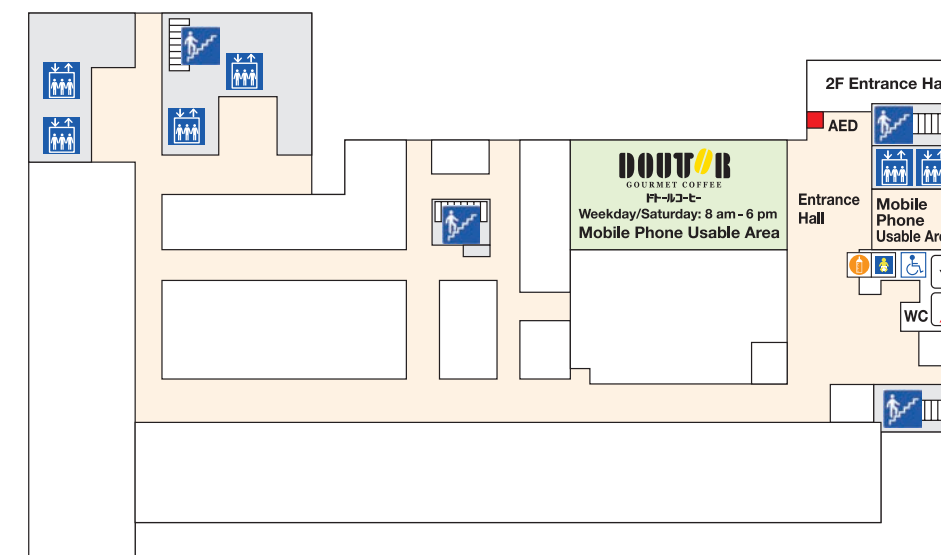 2F Entrance Ha
AED
DOUTOR
GOURMET COFFEE
ドトールコーヒー
Weekday/Saturday: 8 am - 6 pm
Mobile Phone Usable Area
Entrance
Hall
Mobile
Phone
Usable Are
WC